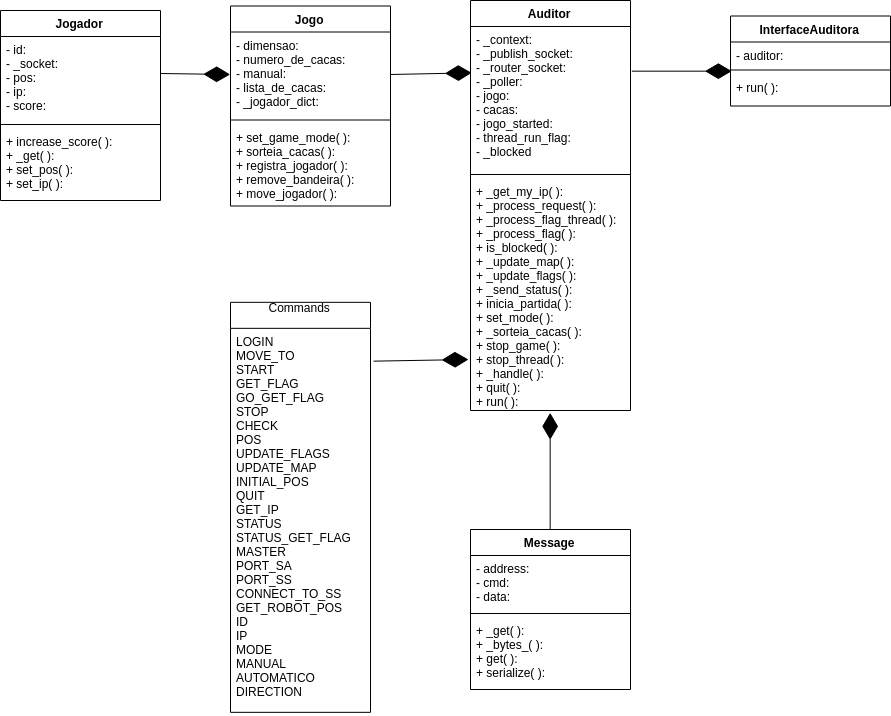 Jogador
- id:
- _socket:
- pos:
- ip:
- score:
+ increase_score( ):
+ _get( ):
+ set_pos( ):
+ set_ip( ):
Jogo
- dimensao:
- numero_de_cacas:
- manual:
- lista_de_cacas:
- _jogador_dict:
+ set_game_mode( ):
+ sorteia_cacas( ):
+ registra_jogador( ):
+ remove_bandeira( ):
+ move_jogador( ):
Auditor
- _context:
- _publish_socket:
- _router_socket:
- _poller:
- jogo:
- cacas:
- jogo_started:
- thread_run_flag:
- _blocked
+ _get_my_ip( ):
+ _process_request( ):
+ _process_flag_thread( ):
+ _process_flag( ):
+ is_blocked( ):
+ _update_map( ):
+ _update_flags( ):
+ _send_status( ):
+ inicia_partida( ):
+ set_mode( ):
+ _sorteia_cacas( ):
+ stop_game( ):
+ stop_thread( ):
+ _handle( ):
+ quit( ):
+ run( ):
InterfaceAuditora
- auditor:
+ run( ):
Commands
LOGIN
MOVE_TO
START
GET_FLAG
GO_GET_FLAG
STOP
CHECK
POS
UPDATE_FLAGS
UPDATE_MAP
INITIAL_POS
QUIT
GET_IP
STATUS
STATUS_GET_FLAG
MASTER
PORT_SA
PORT_SS
CONNECT_TO_SS
GET_ROBOT_POS
ID
IP
MODE
MANUAL
AUTOMATICO
DIRECTION
Message
- address:
- cmd:
- data:
+ _get( ):
+ _bytes_( ):
+ get( ):
+ serialize( ):